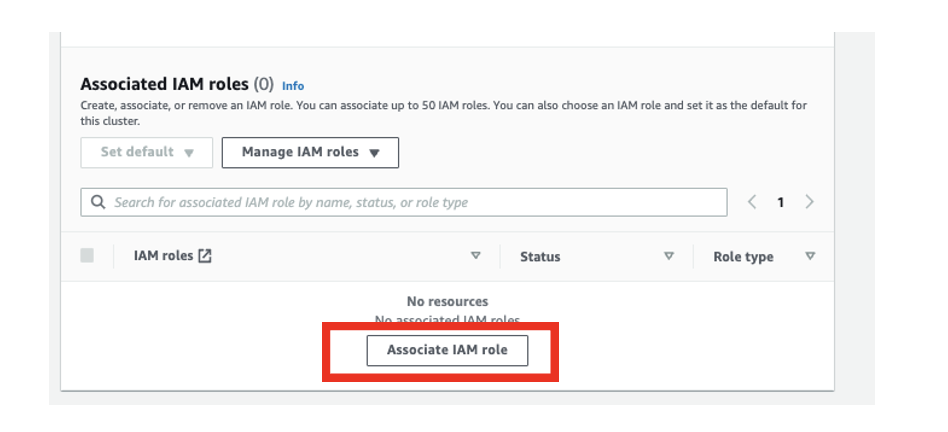 Associated IAM roles (0) Info
Create, associate, or remove an IAM role. You can associate up to 50 IAM roles. You can also choose an IAM role and set it as the default for
this cluster.
Set default
Manage IAM roles
Search for associated IAM role by name, status, or role type
1
IAM roles
Status
Role type
No resources
No associated IAM roles
Associate IAM role